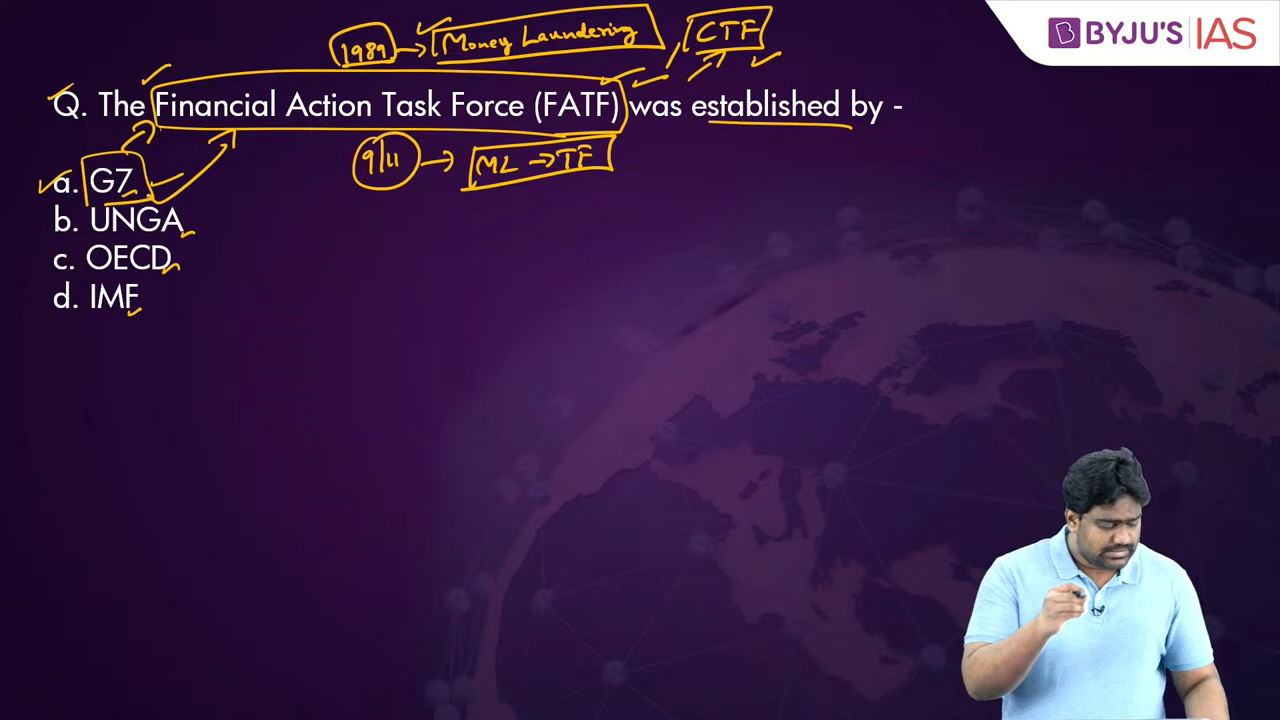 1989 → Money Laundering
CTF
BYJU'S IAS
Q. The Financial Action Task Force (FATF) was established by -
9/11 → ML → TF
a. G7
b. UNGA
c. OECD
d. IMF